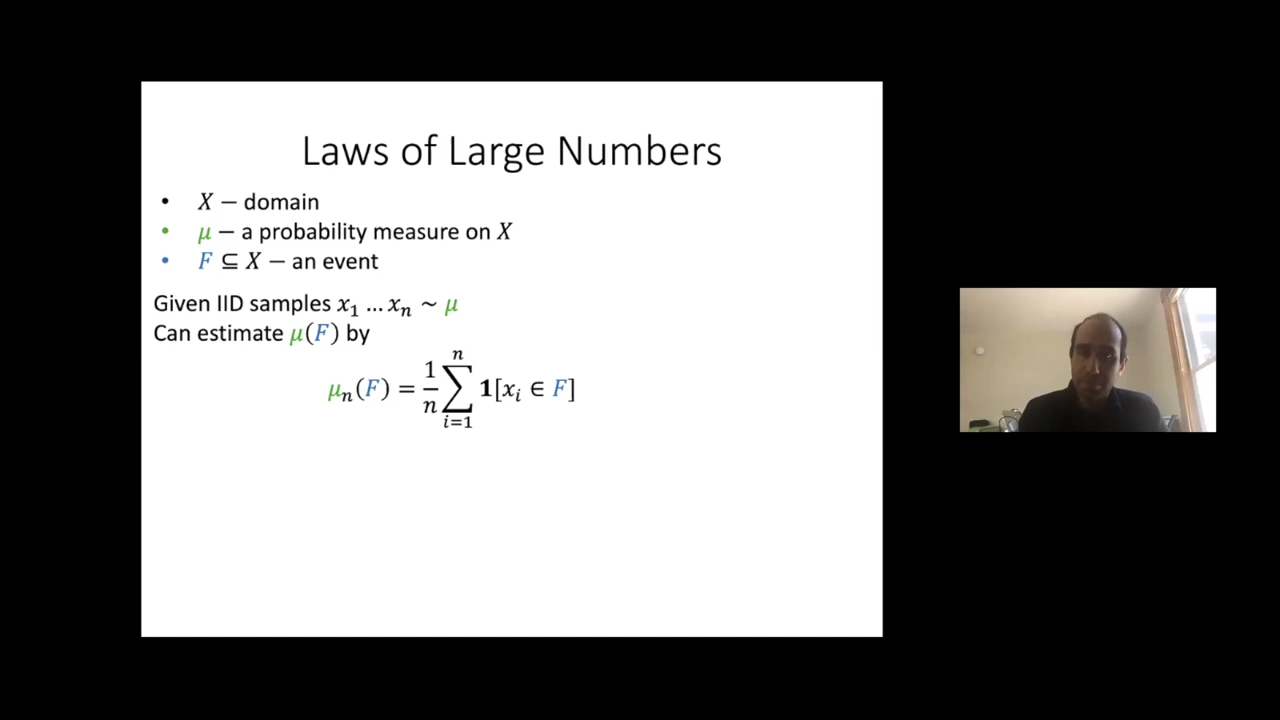 Laws of Large Numbers
• X – domain
• μ – a probability measure on X
• F ⊆ X – an event
Given IID samples x₁ … xₙ ~ μ
Can estimate μ(F) by
μₙ(F) = 1/n ∑ᵢ₌₁ⁿ 𝟏[xᵢ ∈ F]